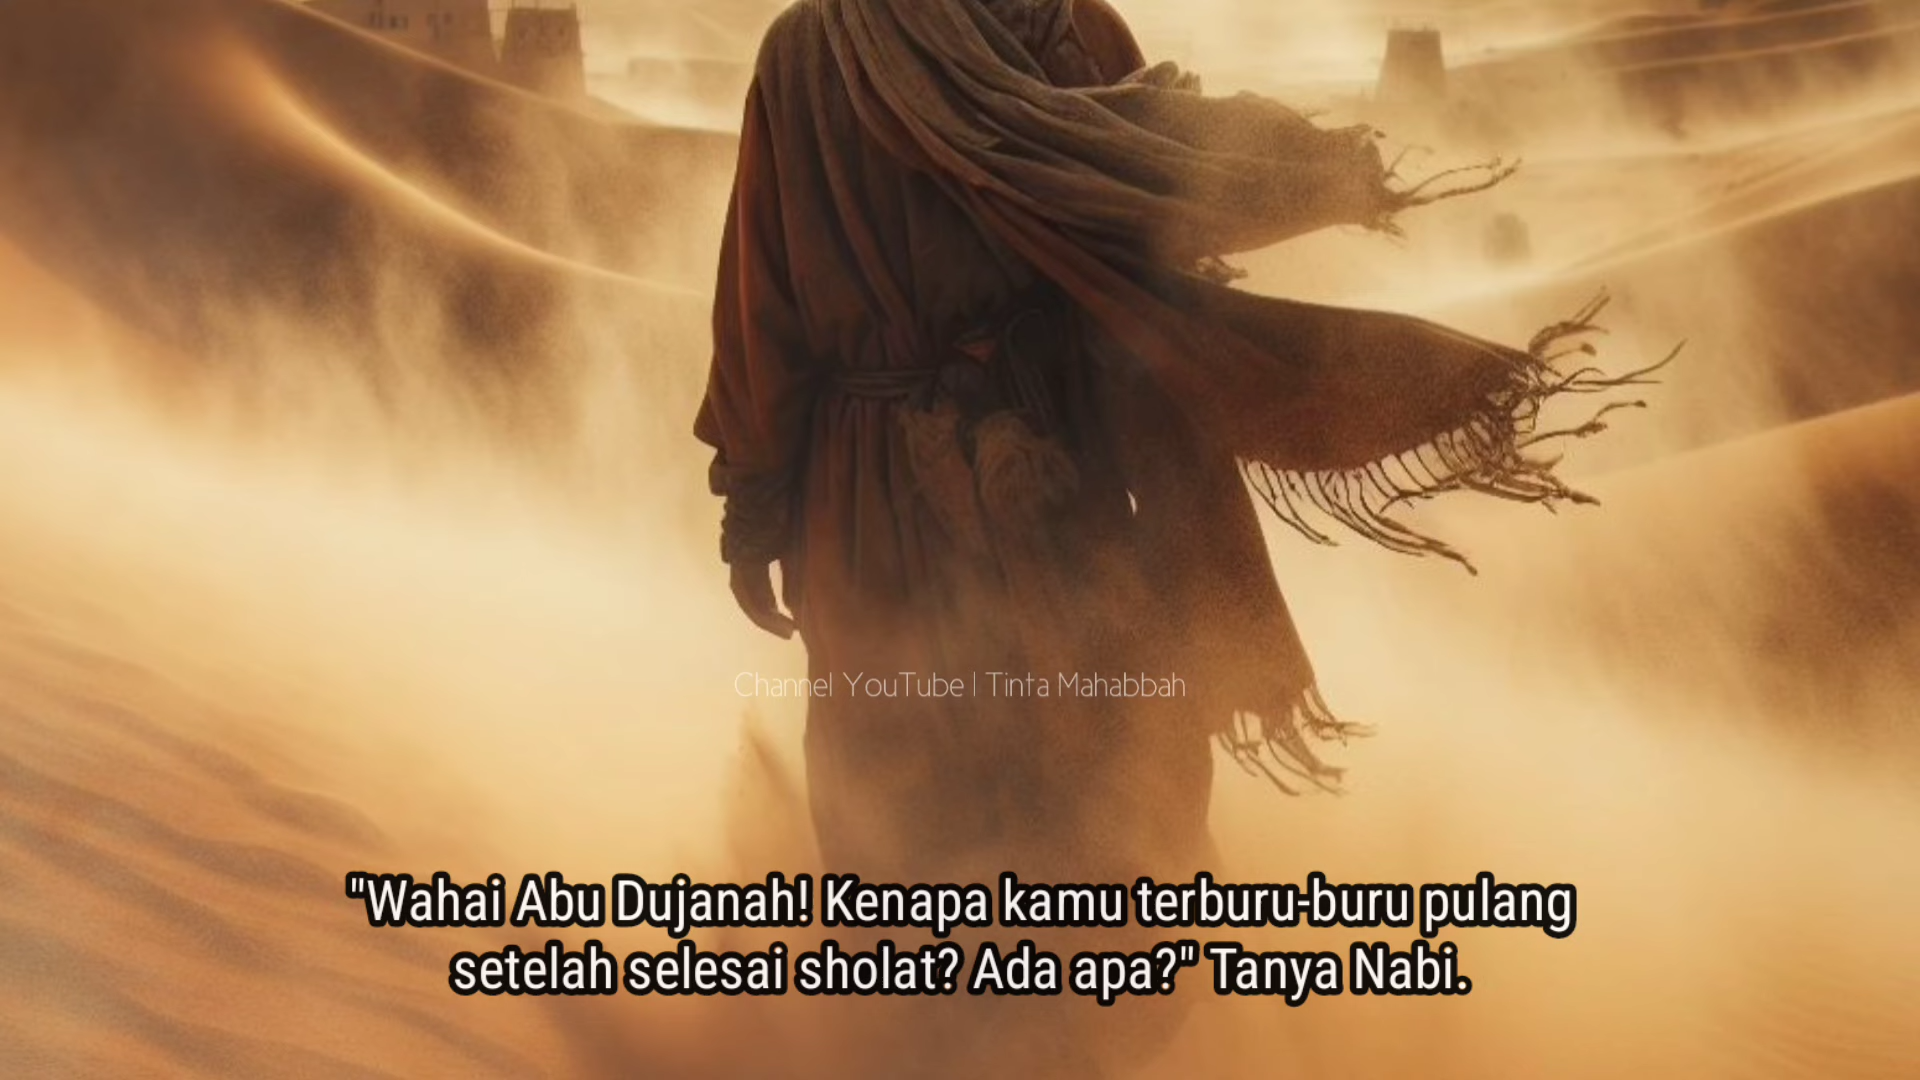 Channel YouTube | Tinta Mahabbah
"Wahai Abu Dujanah! Kenapa kamu terburu-buru pulang
setelah selesai sholat? Ada apa?" Tanya Nabi.